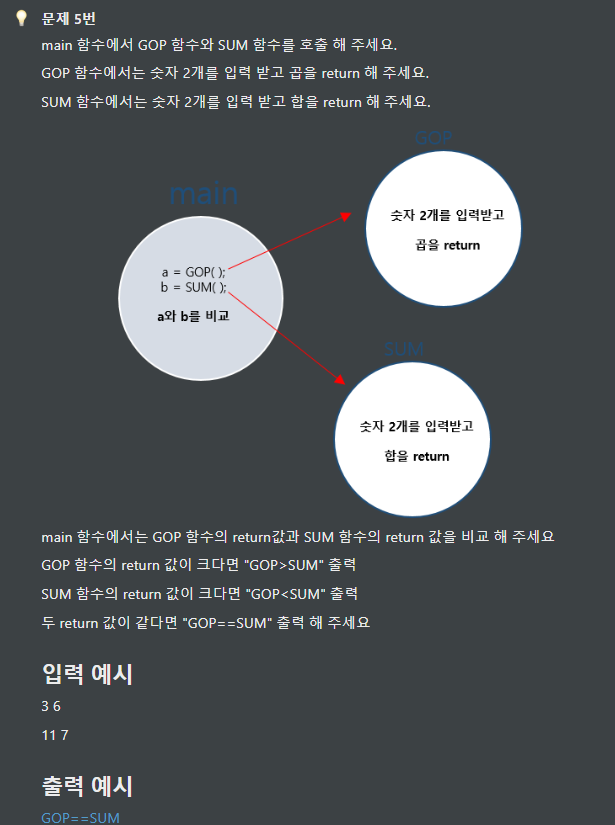 문제 5번
main 함수에서 GOP 함수와 SUM 함수를 호출 해 주세요.
GOP 함수에서는 숫자 2개를 입력 받고 곱을 return 해 주세요.
SUM 함수에서는 숫자 2개를 입력 받고 합을 return 해 주세요.
GOP
main
숫자 2개를 입력받고
곱을 return
a = GOP( );
b = SUM( );
a와 b를 비교
SUM
숫자 2개를 입력받고
합을 return
main 함수에서는 GOP 함수의 return값과 SUM 함수의 return 값을 비교 해 주세요
GOP 함수의 return 값이 크다면 "GOP>SUM" 출력
SUM 함수의 return 값이 크다면 "GOP<SUM" 출력
두 return 값이 같다면 "GOP==SUM" 출력 해 주세요
입력 예시
3 6
11 7
출력 예시
GOP==SUM